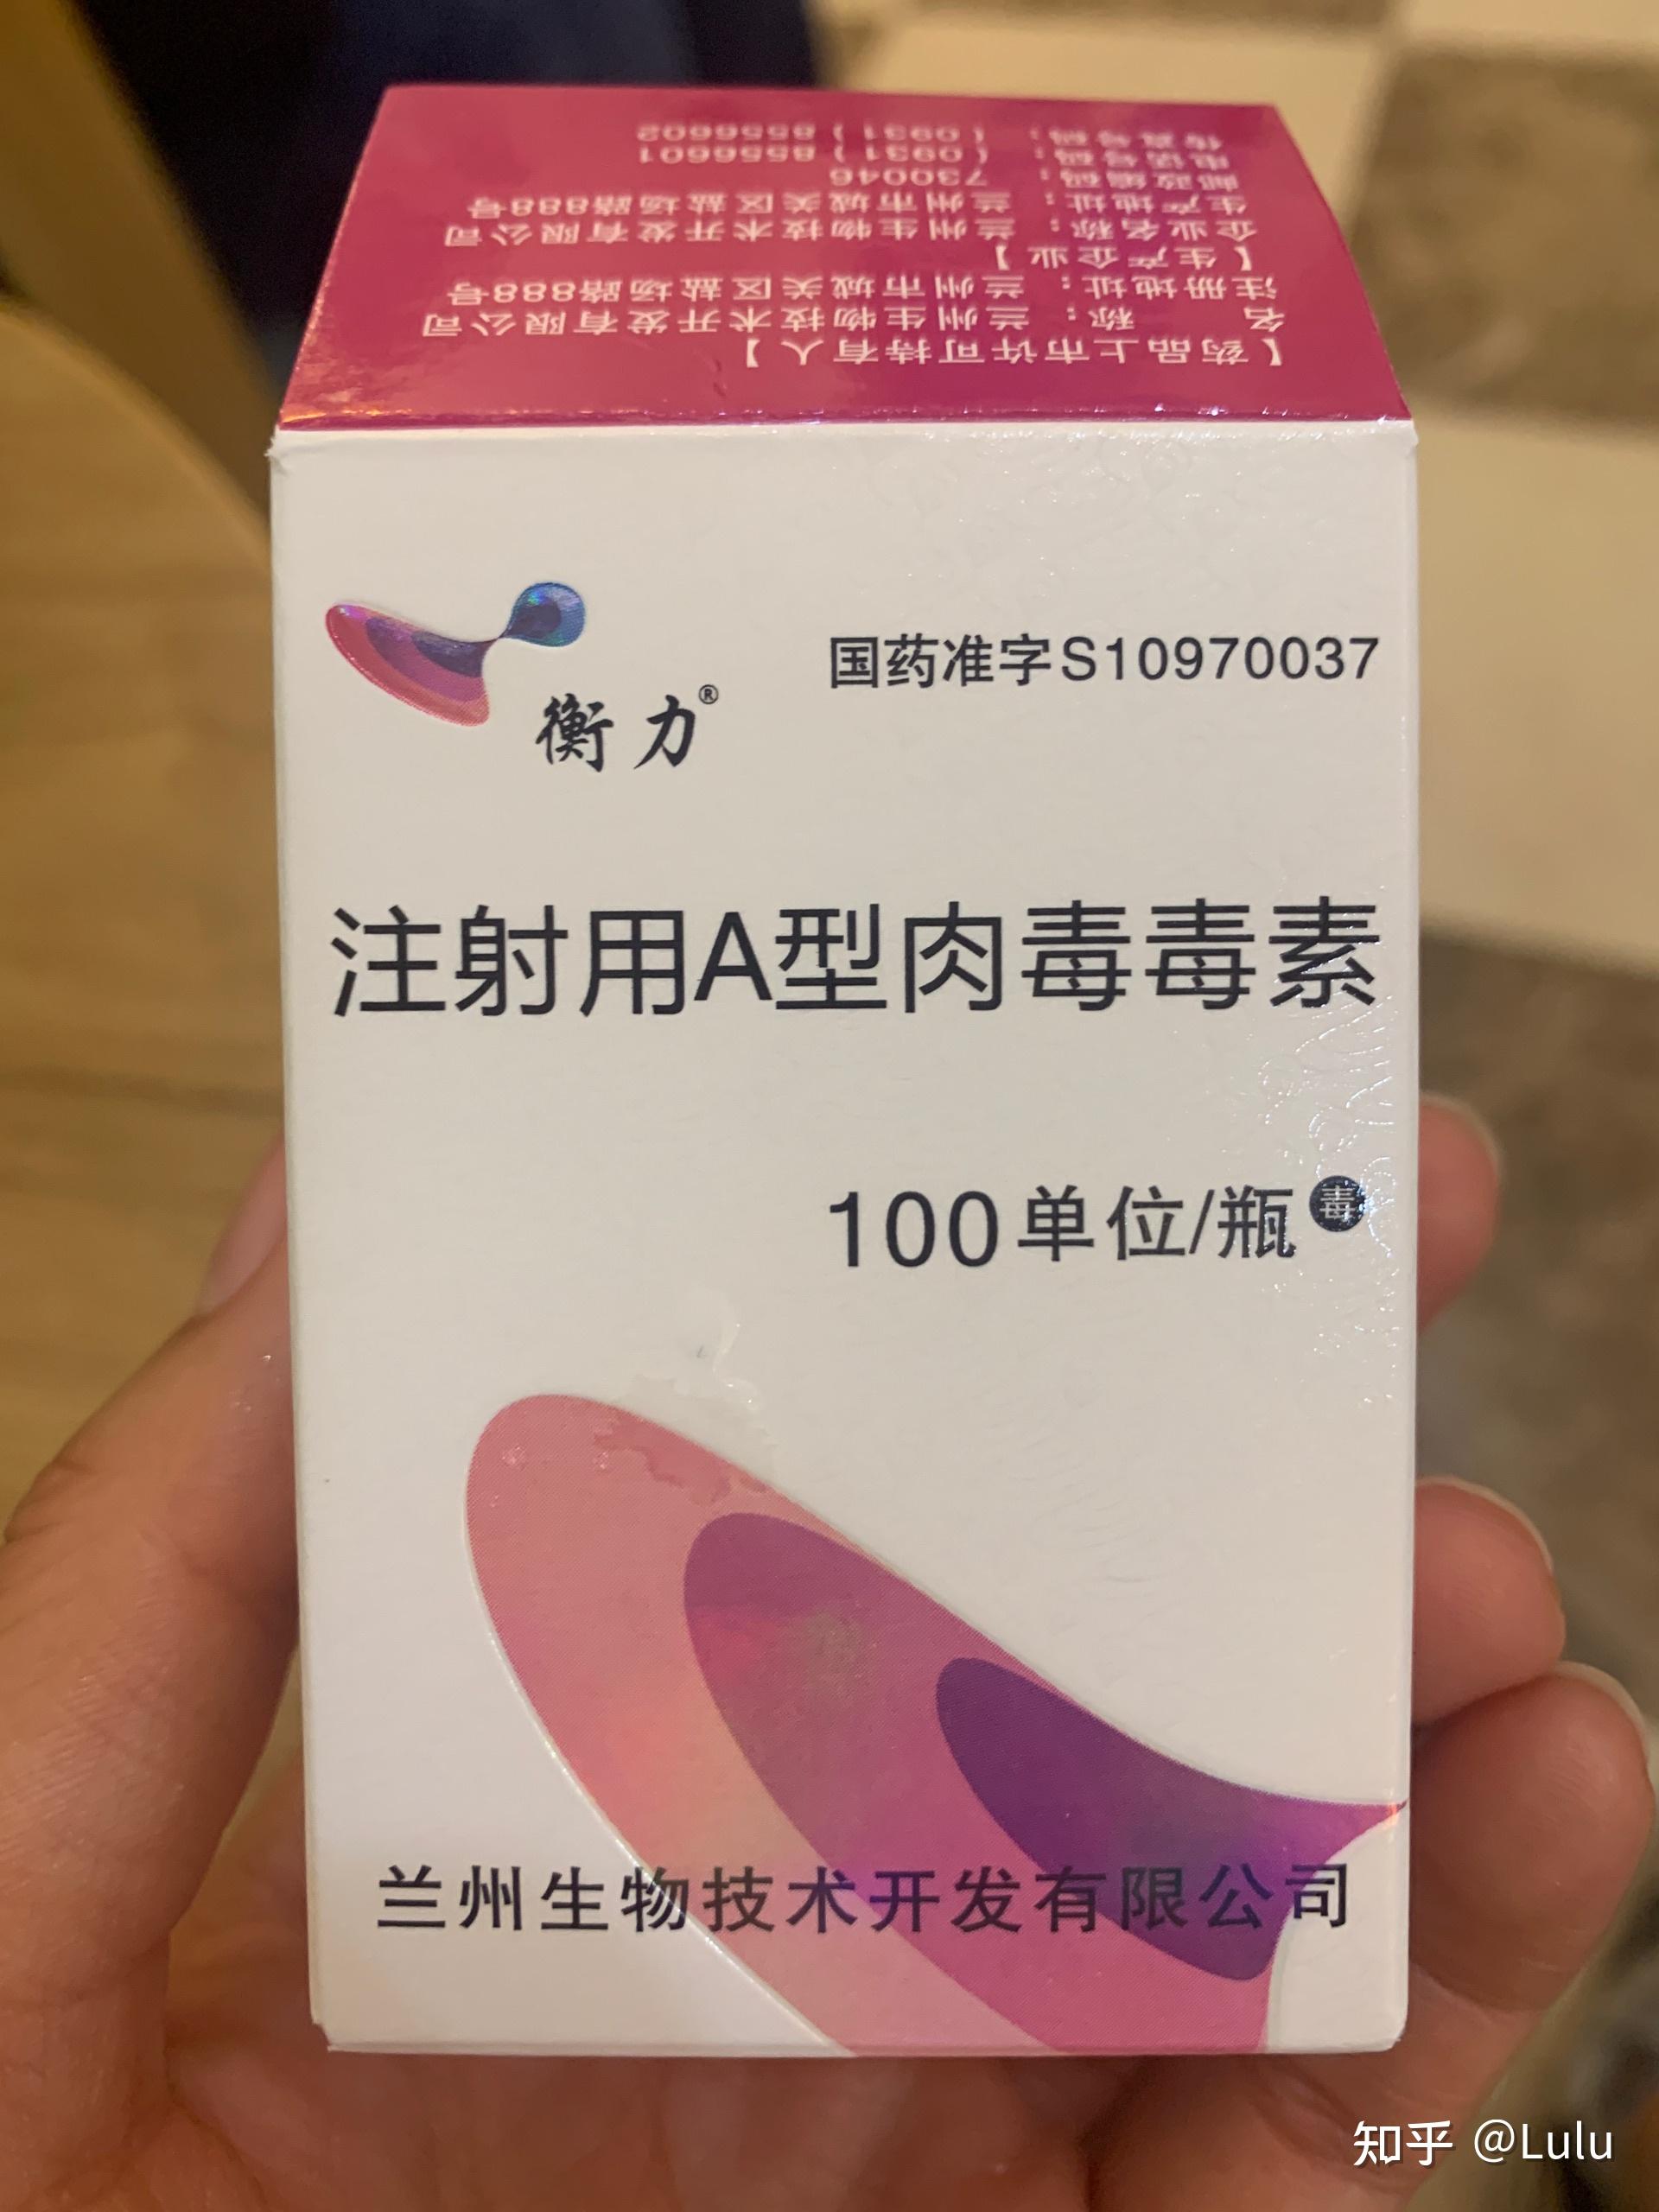 【药品上市许可持有人】
名 称：兰州生物技术开发有限公司
注册地址：兰州市城关区盐场路888号
【生产企业】
企业名称：兰州生物技术开发有限公司
生产地址：兰州市城关区盐场路888号
邮政编码：730046
电话号码：(0931)8556601
传真号码：(0931)8556602
衡力®
国药准字S10970037
注射用A型肉毒毒素
100单位/瓶 毒
兰州生物技术开发有限公司
知乎 @Lulu